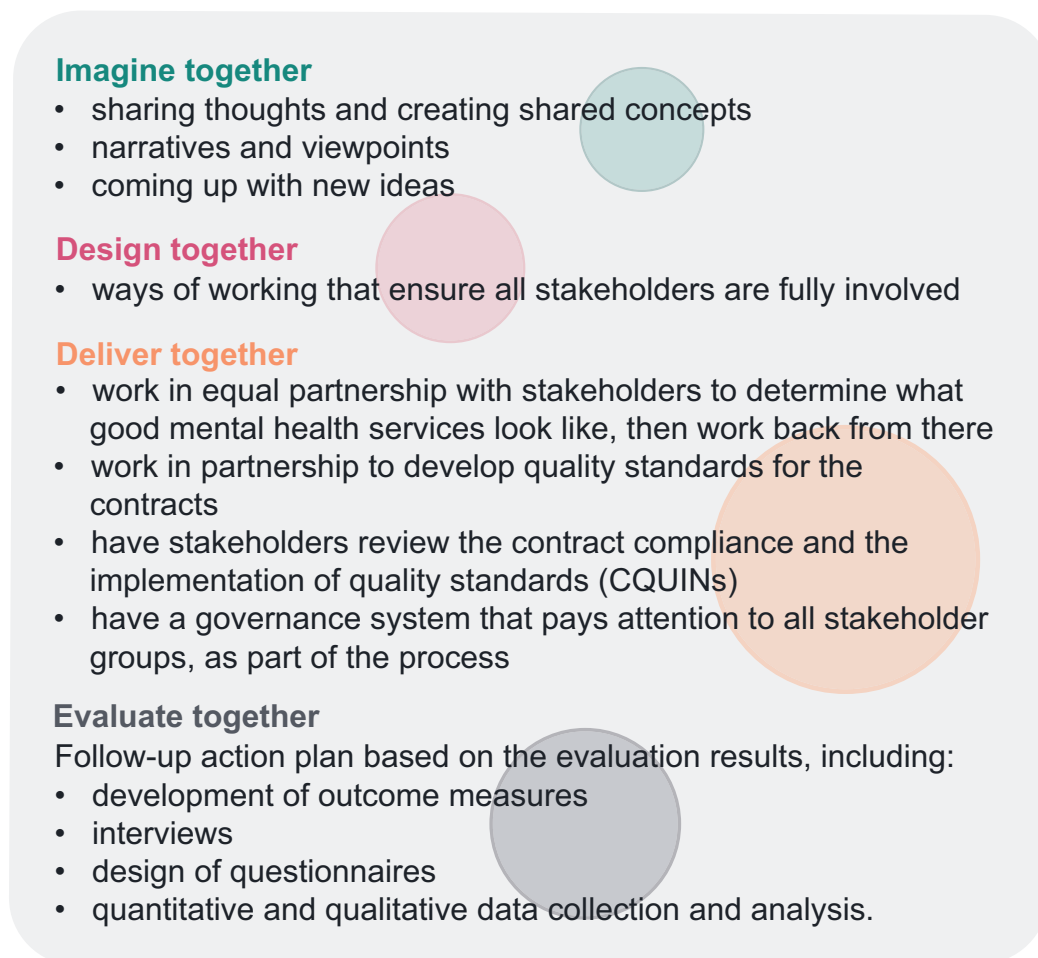 Imagine together
• sharing thoughts and creating shared concepts
• narratives and viewpoints
• coming up with new ideas
Design together
• ways of working that ensure all stakeholders are fully involved
Deliver together
• work in equal partnership with stakeholders to determine what
good mental health services look like, then work back from there
• work in partnership to develop quality standards for the
contracts
• have stakeholders review the contract compliance and the
implementation of quality standards (CQUINs)
• have a governance system that pays attention to all stakeholder
groups, as part of the process
Evaluate together
Follow-up action plan based on the evaluation results, including:
• development of outcome measures
• interviews
• design of questionnaires
• quantitative and qualitative data collection and analysis.